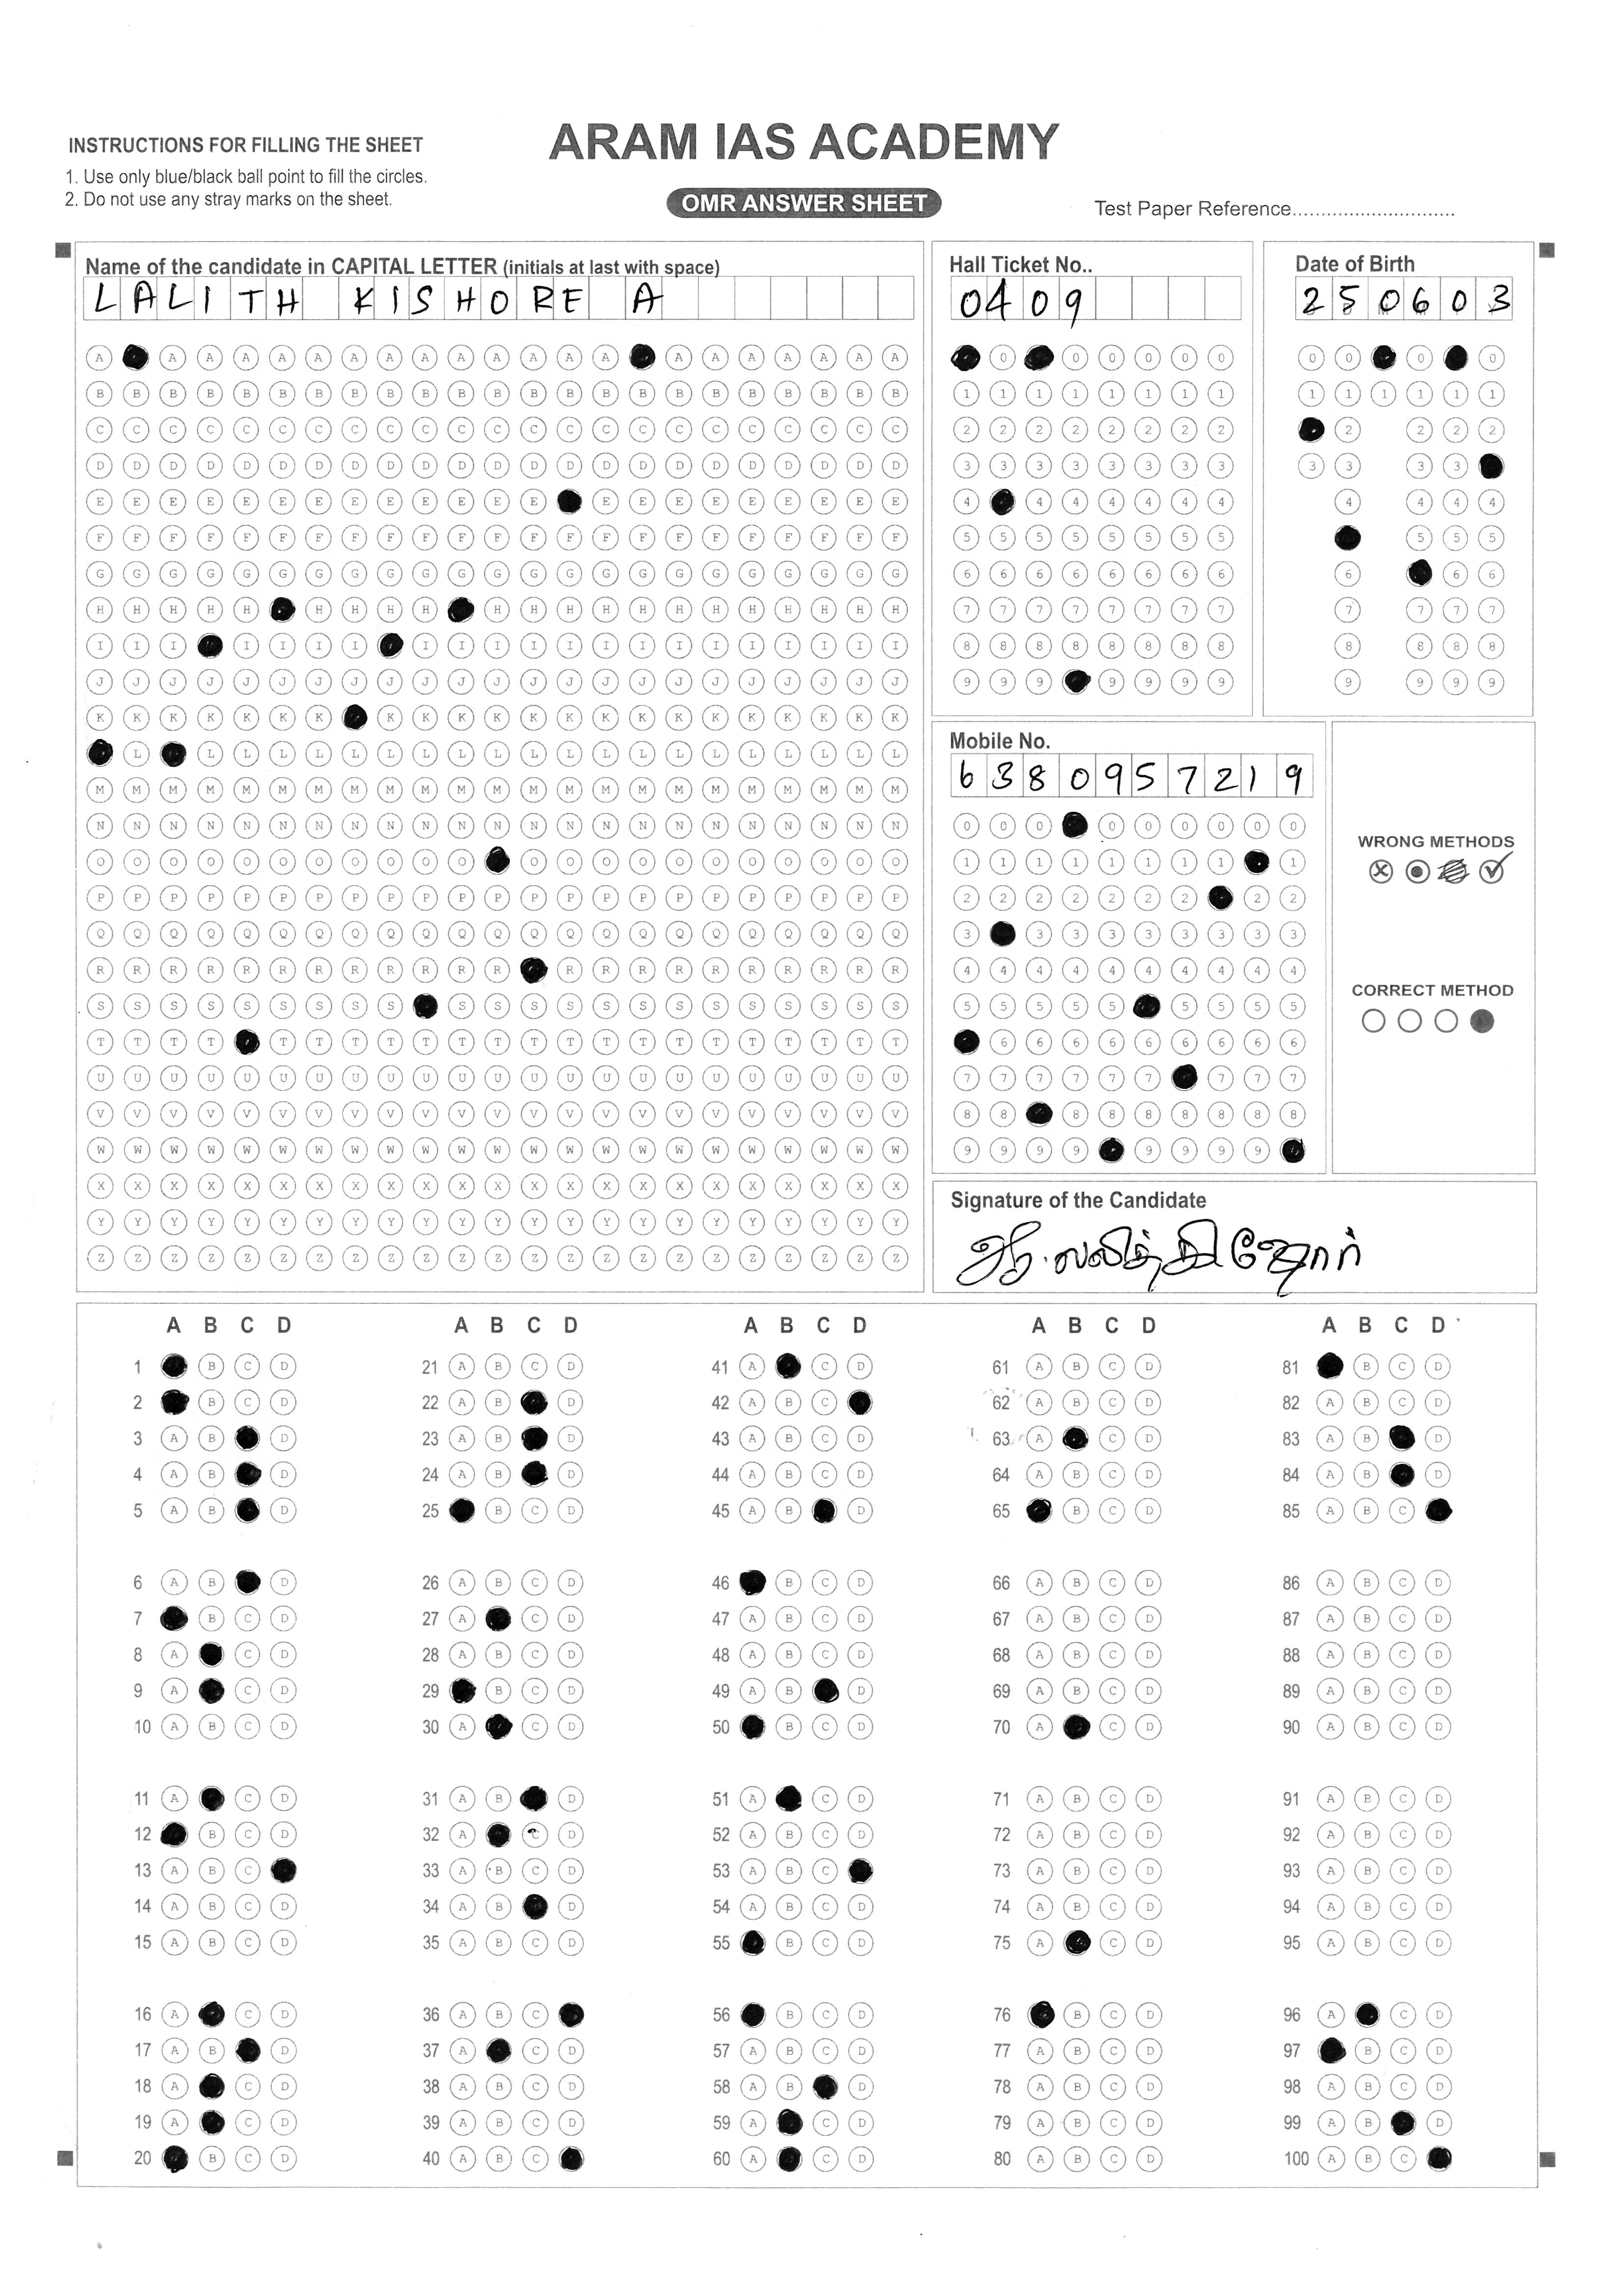 INSTRUCTIONS FOR FILLING THE SHEET
1. Use only blue/black ball point to fill the circles.
2. Do not use any stray marks on the sheet.
ARAM IAS ACADEMY
OMR ANSWER SHEET
Test Paper Reference.............................
Name of the candidate in CAPITAL LETTER (initials at last with space)
LALITH KISHORE A
Hall Ticket No..
0409
Date of Birth
250603
Mobile No.
6380957219
WRONG METHODS
CORRECT METHOD
Signature of the Candidate
A B C D A B C D A B C D A B C D A B C D
1 21 41 61 81
2 22 42 62 82
3 23 43 63 83
4 24 44 64 84
5 25 45 65 85
6 26 46 66 86
7 27 47 67 87
8 28 48 68 88
9 29 49 69 89
10 30 50 70 90
11 31 51 71 91
12 32 52 72 92
13 33 53 73 93
14 34 54 74 94
15 35 55 75 95
16 36 56 76 96
17 37 57 77 97
18 38 58 78 98
19 39 59 79 99
20 40 60 80 100